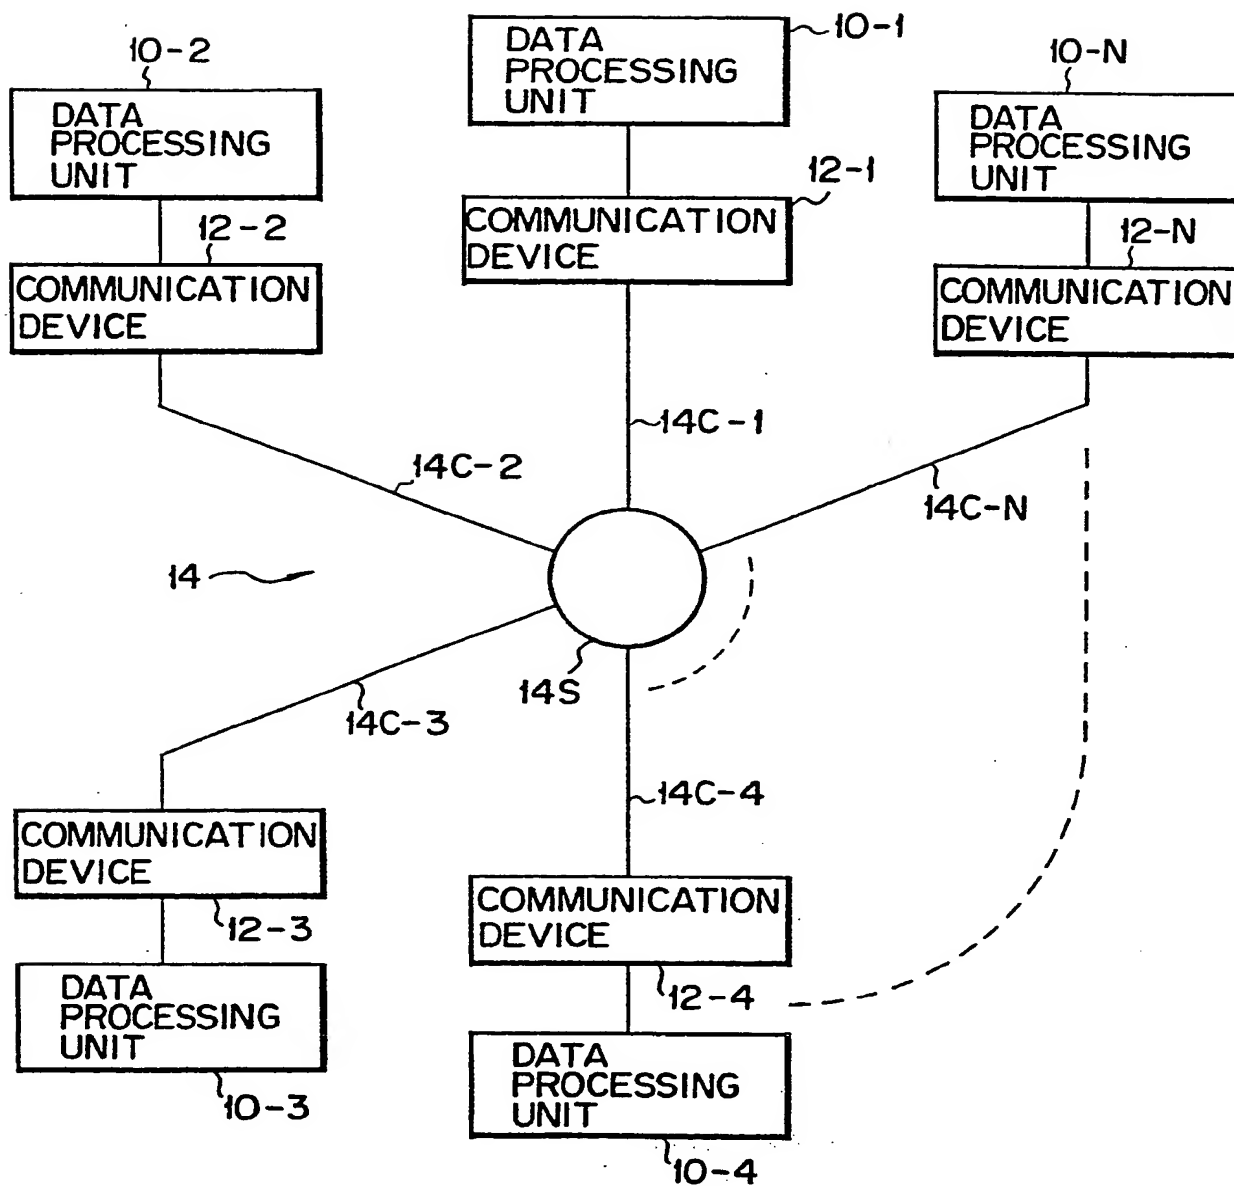 10-1
DATA
PROCESSING
UNIT
10-2
DATA
PROCESSING
UNIT
10-N
DATA
PROCESSING
UNIT
12-1
COMMUNICATION
DEVICE
12-2
COMMUNICATION
DEVICE
12-N
COMMUNICATION
DEVICE
14C-1
14C-2
14C-N
14
14S
14C-3
14C-4
COMMUNICATION
DEVICE
12-3
COMMUNICATION
DEVICE
12-4
DATA
PROCESSING
UNIT
10-3
DATA
PROCESSING
UNIT
10-4